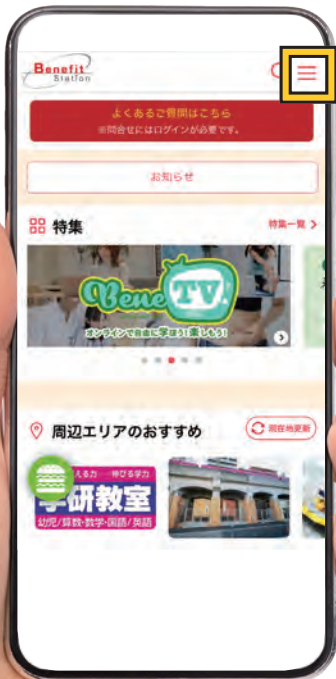 Benefit
Station
よくあるご質問はこちら
※問合せにはログインが必要です。
お知らせ
特集
特集一覧
Bene TV!
オンラインで自由に学ぼう!楽しもう!
周辺エリアのおすすめ
現在地更新
える力 伸びる学力
学研教室
幼児/算数・数学・国語/英語